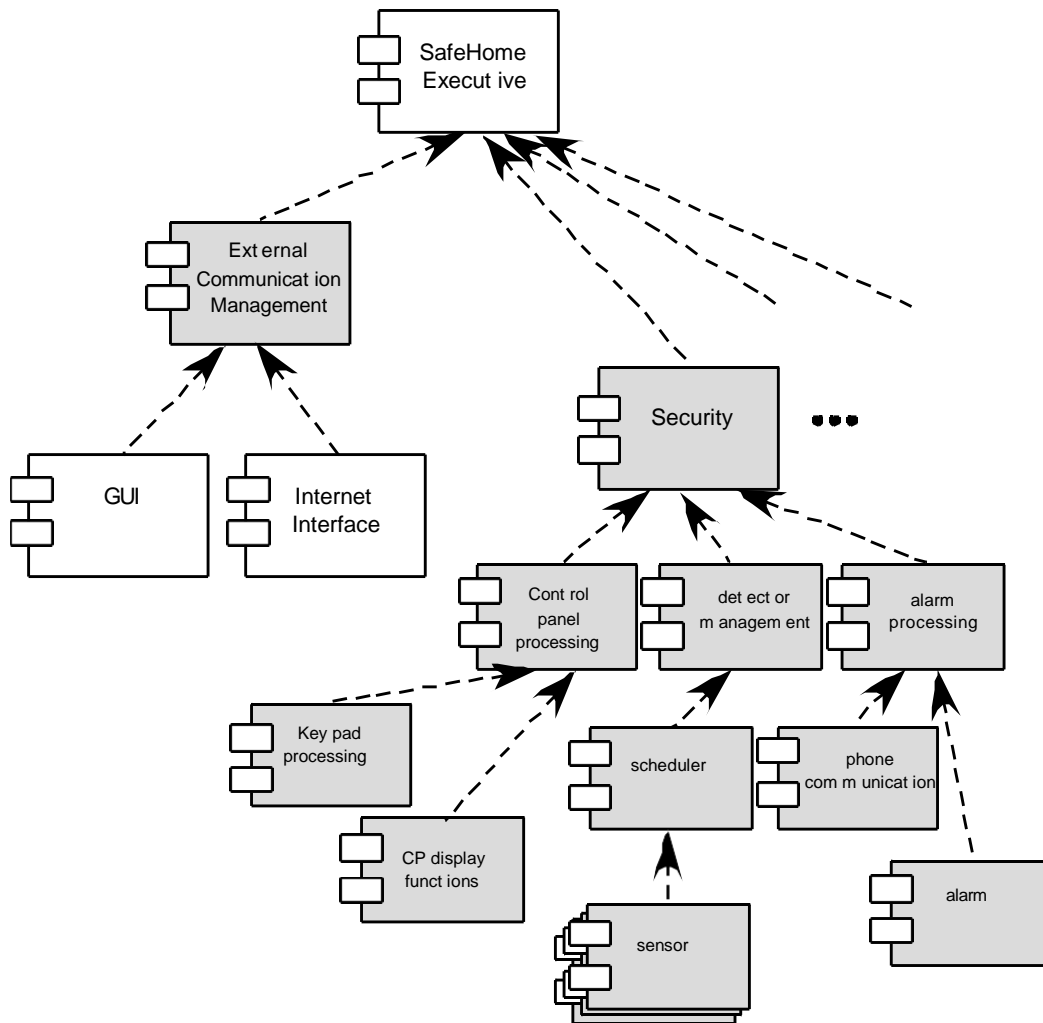 SafeHome
Execut ive
Ext ernal
Communicat ion
Management
Security
GUI
Internet
Interface
Cont rol
panel
processing
det ect or
m anagem ent
alarm
processing
Key pad
processing
scheduler
phone
com m unicat ion
CP display
funct ions
alarm
sensor